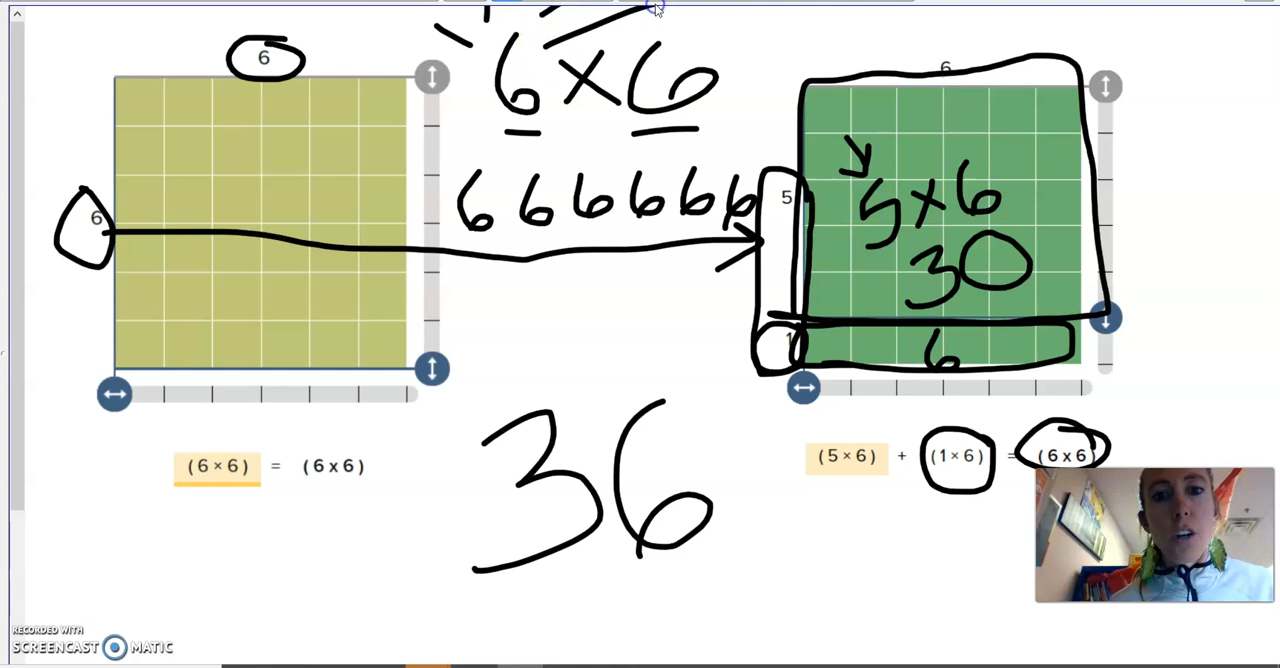 6
6 × 6
6
6
6 6 6 6 6 6
5
5 × 6
30
1
6
(6 × 6) = (6 x 6)
(5 × 6) + (1 × 6) = (6 x 6)
36
RECORDED WITH
SCREENCAST MATIC